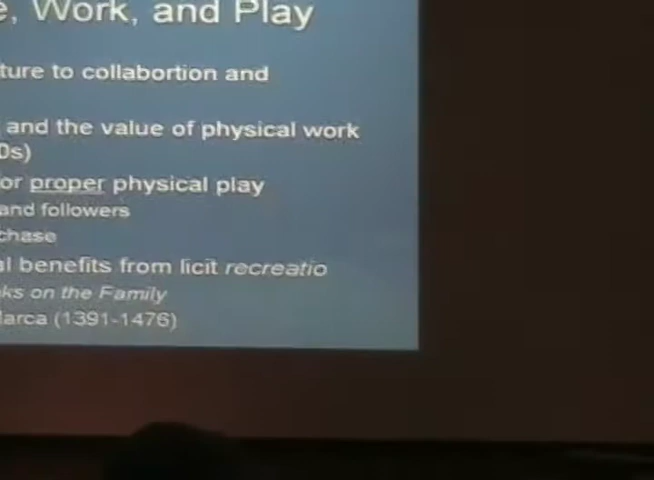 e, Work, and Play
ture to collabortion and
and the value of physical work
Ds)
or proper physical play
and followers
chase
al benefits from licit recreatio
ks on the Family
Marca (1391-1476)